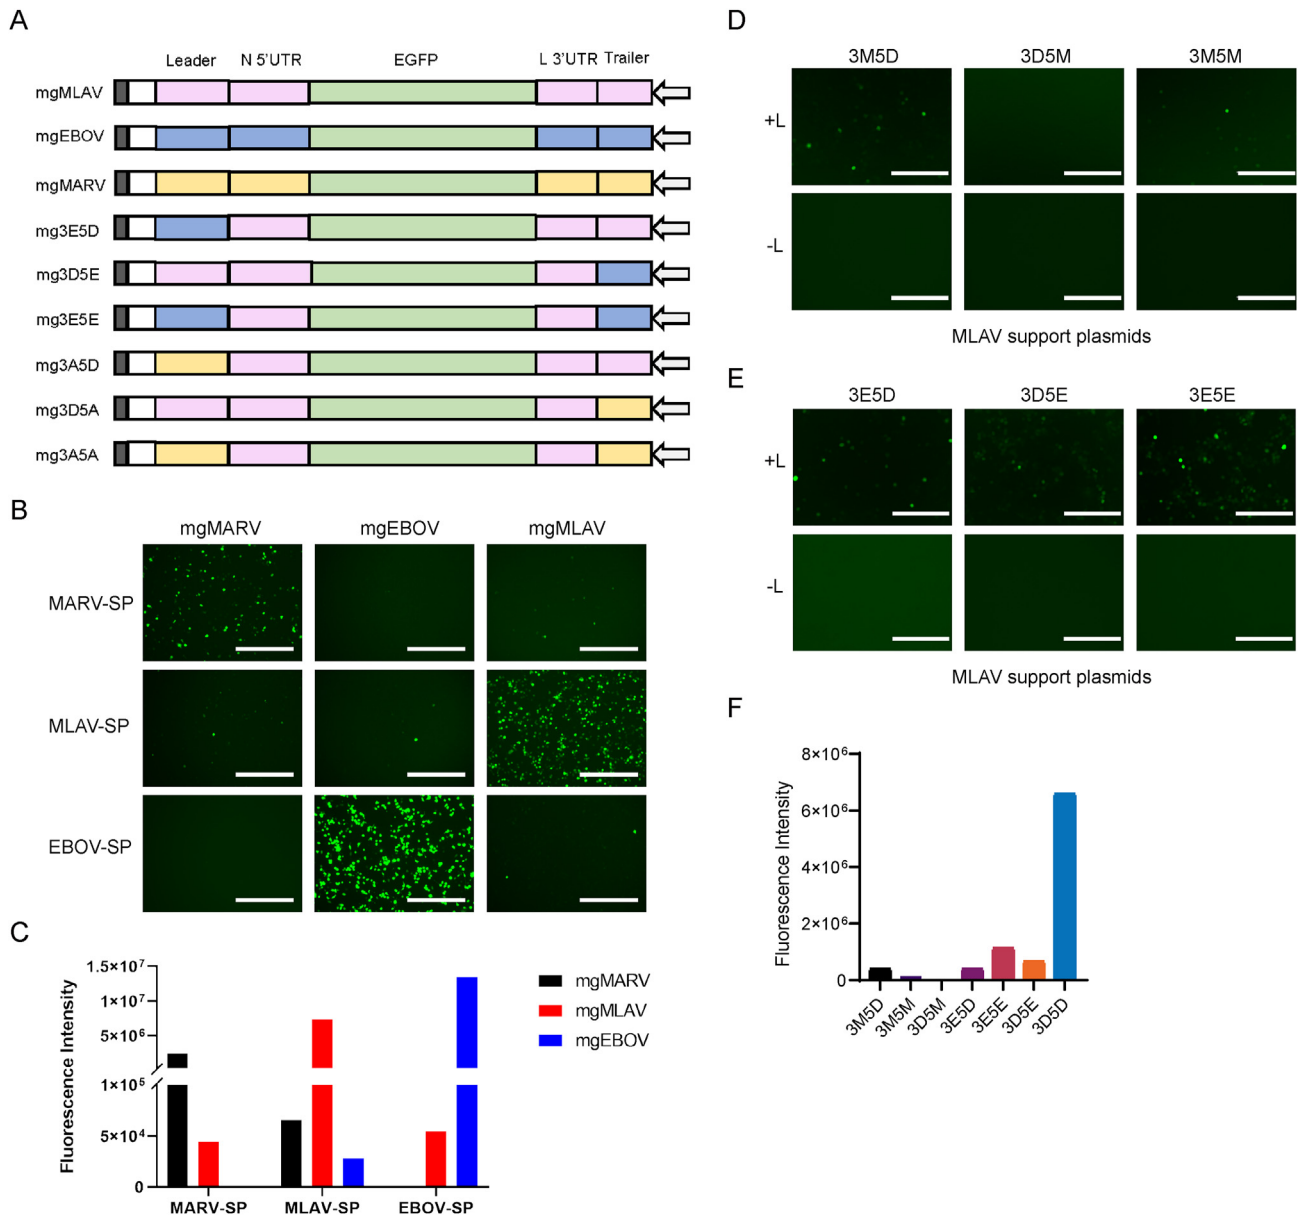 A
Leader N 5'UTR EGFP L 3'UTR Trailer
mgMLAV
mgEBOV
mgMARV
mg3E5D
mg3D5E
mg3E5E
mg3A5D
mg3D5A
mg3A5A
B
mgMARV mgEBOV mgMLAV
MARV-SP
MLAV-SP
EBOV-SP
C
Fluorescence Intensity
1.5×10⁷
1×10⁷
5×10⁶
1×10⁵
5×10⁴
0
MARV-SP MLAV-SP EBOV-SP
mgMARV
mgMLAV
mgEBOV
D
3M5D 3D5M 3M5M
+L
-L
MLAV support plasmids
E
3E5D 3D5E 3E5E
+L
-L
MLAV support plasmids
F
Fluorescence Intensity
8×10⁶
6×10⁶
4×10⁶
2×10⁶
0
3M5D 3M5M 3D5M 3E5D 3E5E 3D5E 3D5D